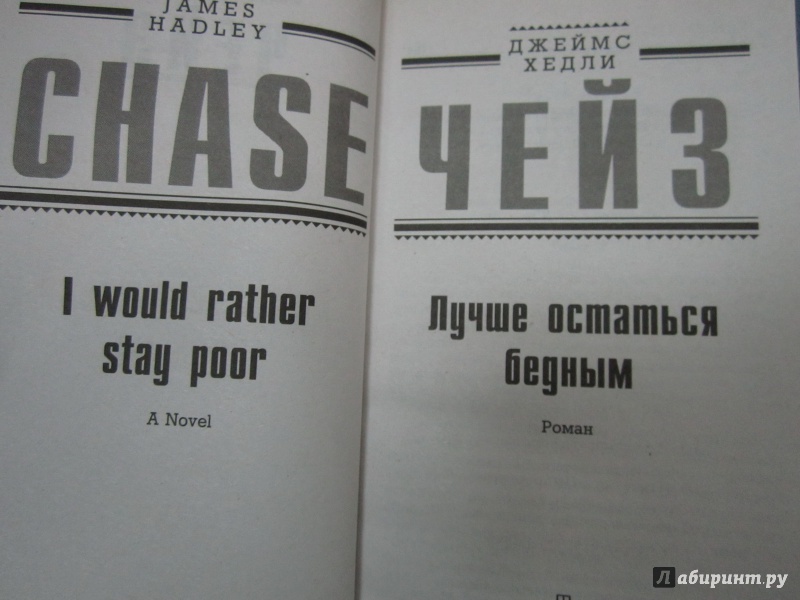 JAMES
HADLEY
CHASE
I would rather
stay poor
A Novel
ДЖЕЙМС
ХЕДЛИ
ЧЕЙЗ
Лучше остаться
бедным
Роман
Лабиринт.ру